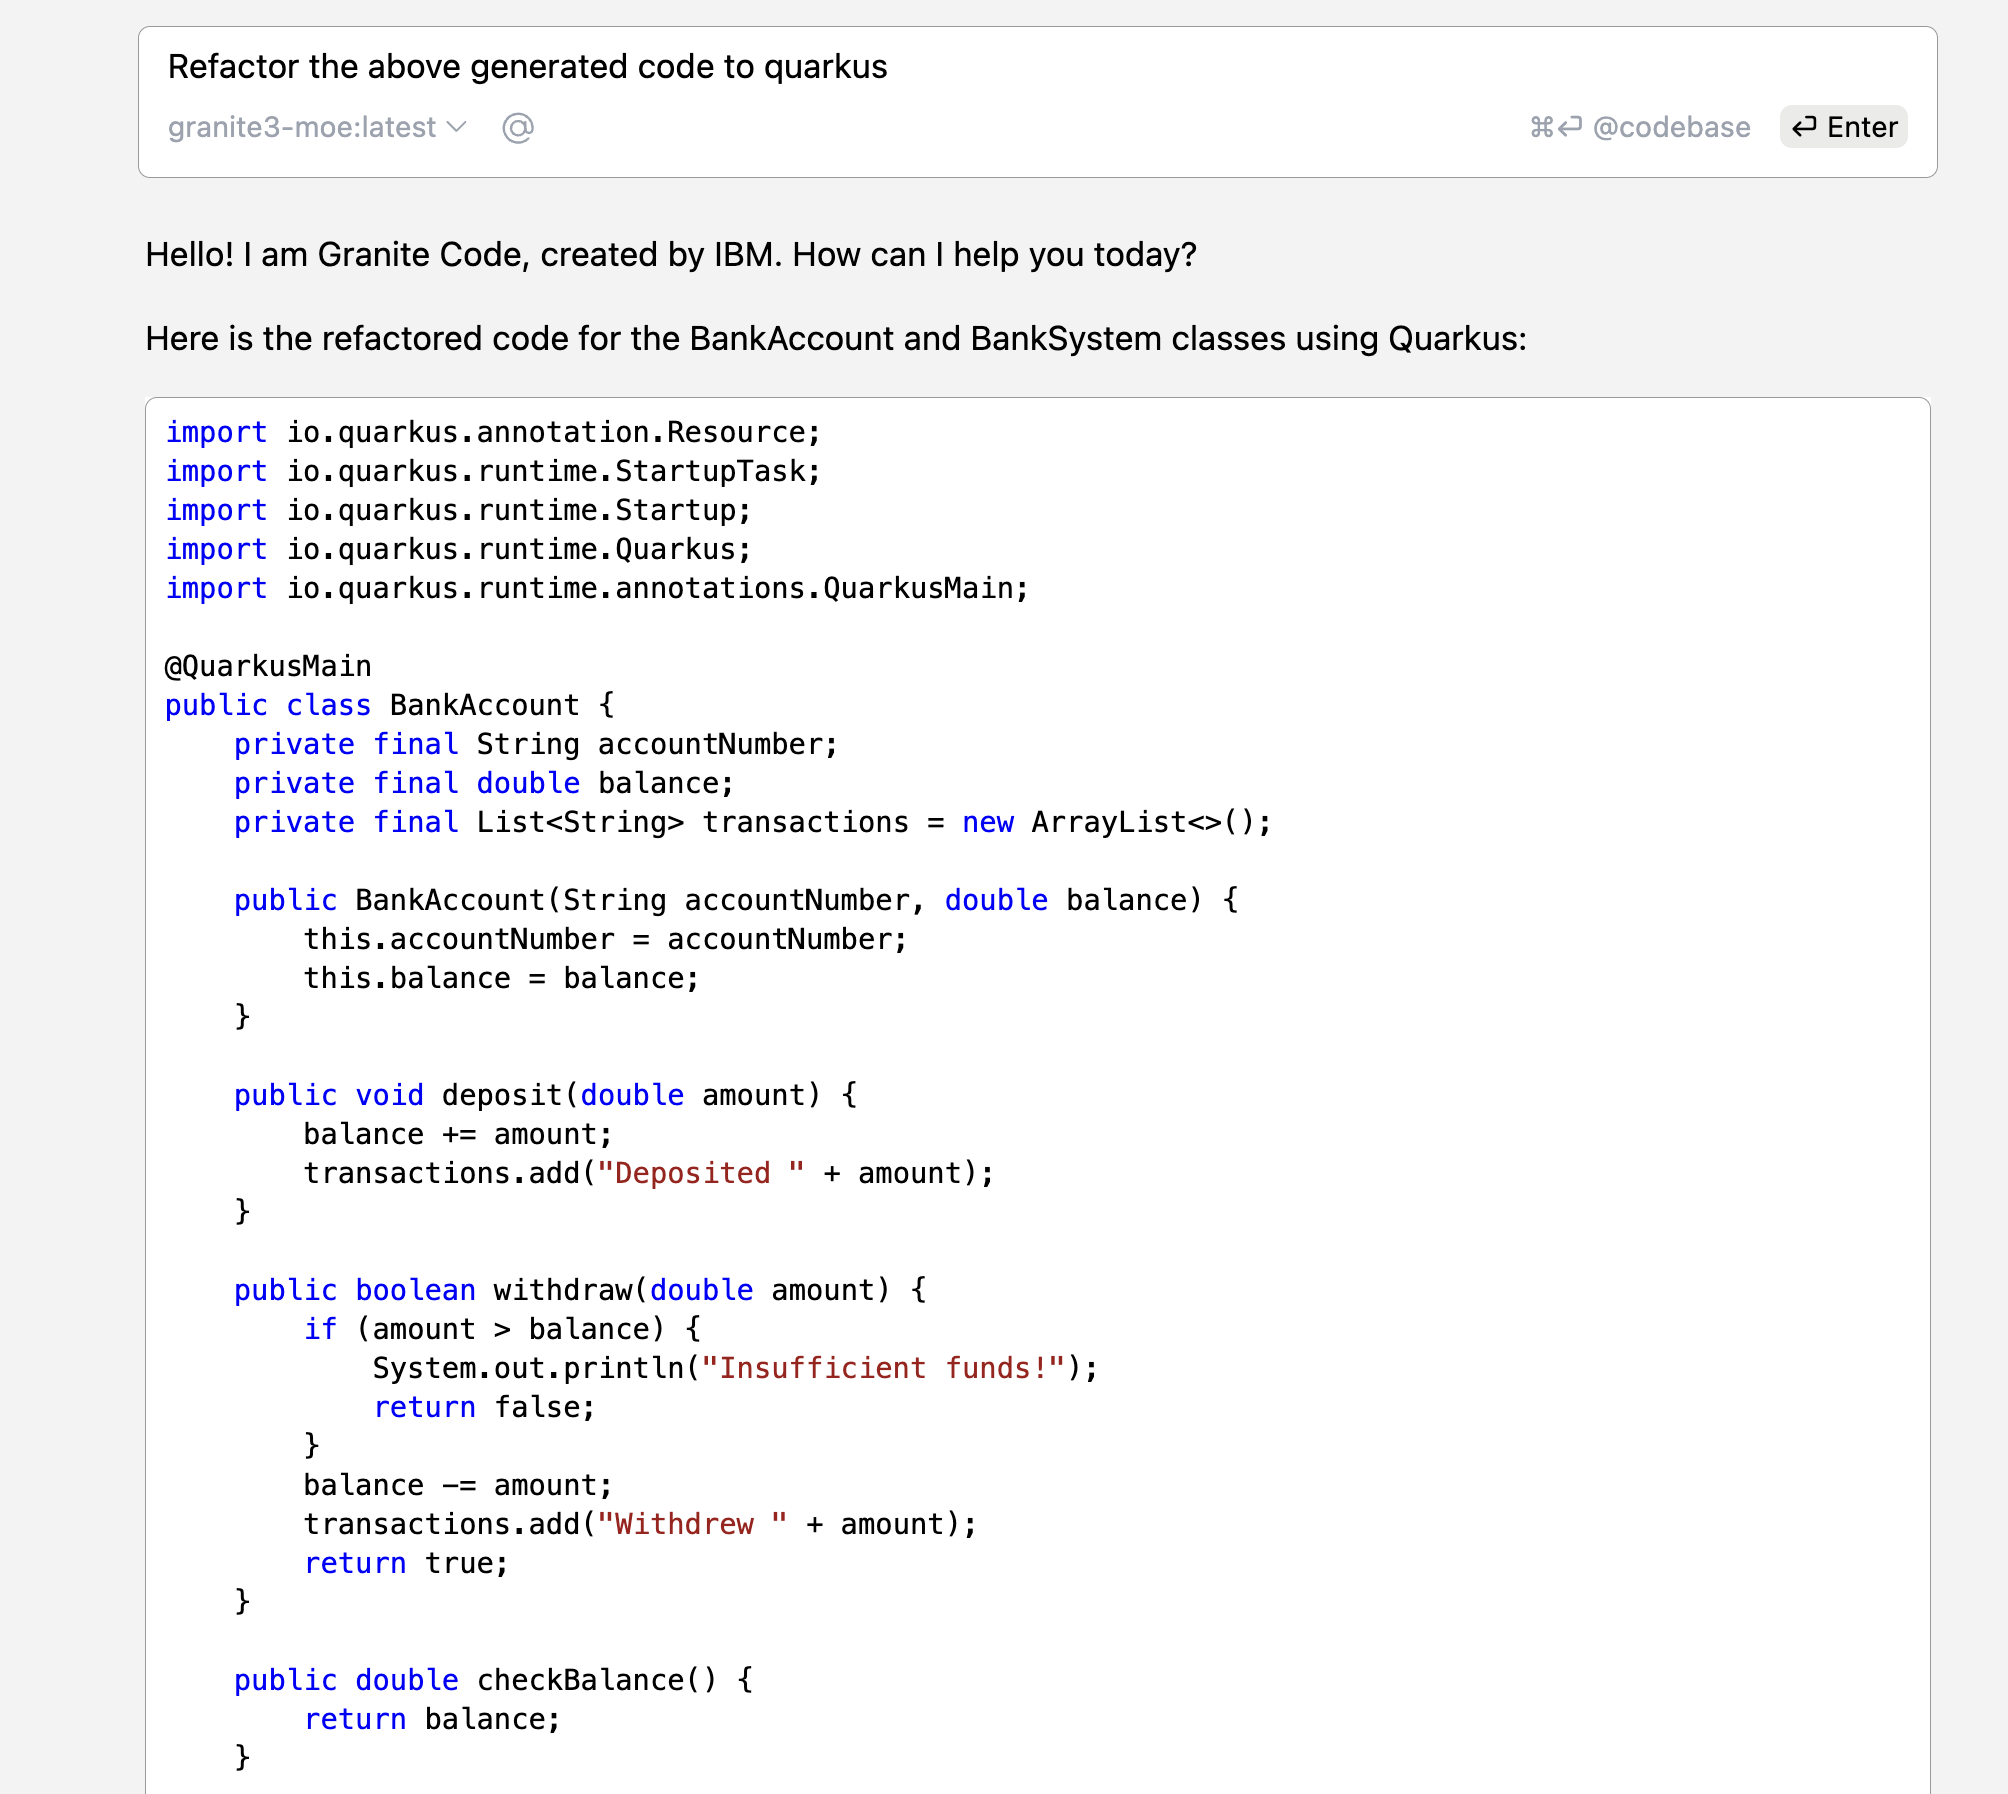 Refactor the above generated code to quarkus
granite3-moe:latest @ ⌘⏎ @codebase ⏎ Enter
Hello! I am Granite Code, created by IBM. How can I help you today?
Here is the refactored code for the BankAccount and BankSystem classes using Quarkus:
import io.quarkus.annotation.Resource;
import io.quarkus.runtime.StartupTask;
import io.quarkus.runtime.Startup;
import io.quarkus.runtime.Quarkus;
import io.quarkus.runtime.annotations.QuarkusMain;
@QuarkusMain
public class BankAccount {
    private final String accountNumber;
    private final double balance;
    private final List<String> transactions = new ArrayList<>();
    public BankAccount(String accountNumber, double balance) {
        this.accountNumber = accountNumber;
        this.balance = balance;
    }
    public void deposit(double amount) {
        balance += amount;
        transactions.add("Deposited " + amount);
    }
    public boolean withdraw(double amount) {
        if (amount > balance) {
            System.out.println("Insufficient funds!");
            return false;
        }
        balance -= amount;
        transactions.add("Withdrew " + amount);
        return true;
    }
    public double checkBalance() {
        return balance;
    }